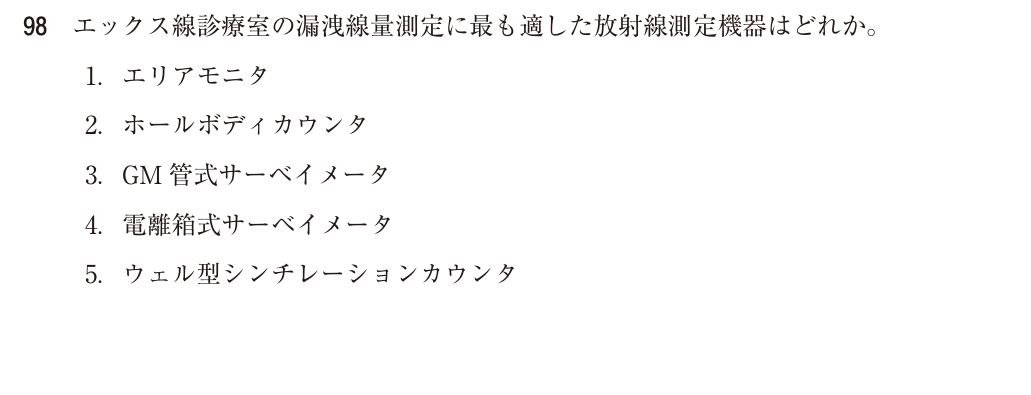 98 エックス線診療室の漏洩線量測定に最も適した放射線測定機器はどれか。
1. エリアモニタ
2. ホールボディカウンタ
3. GM 管式サーベイメータ
4. 電離箱式サーベイメータ
5. ウェル型シンチレーションカウンタ